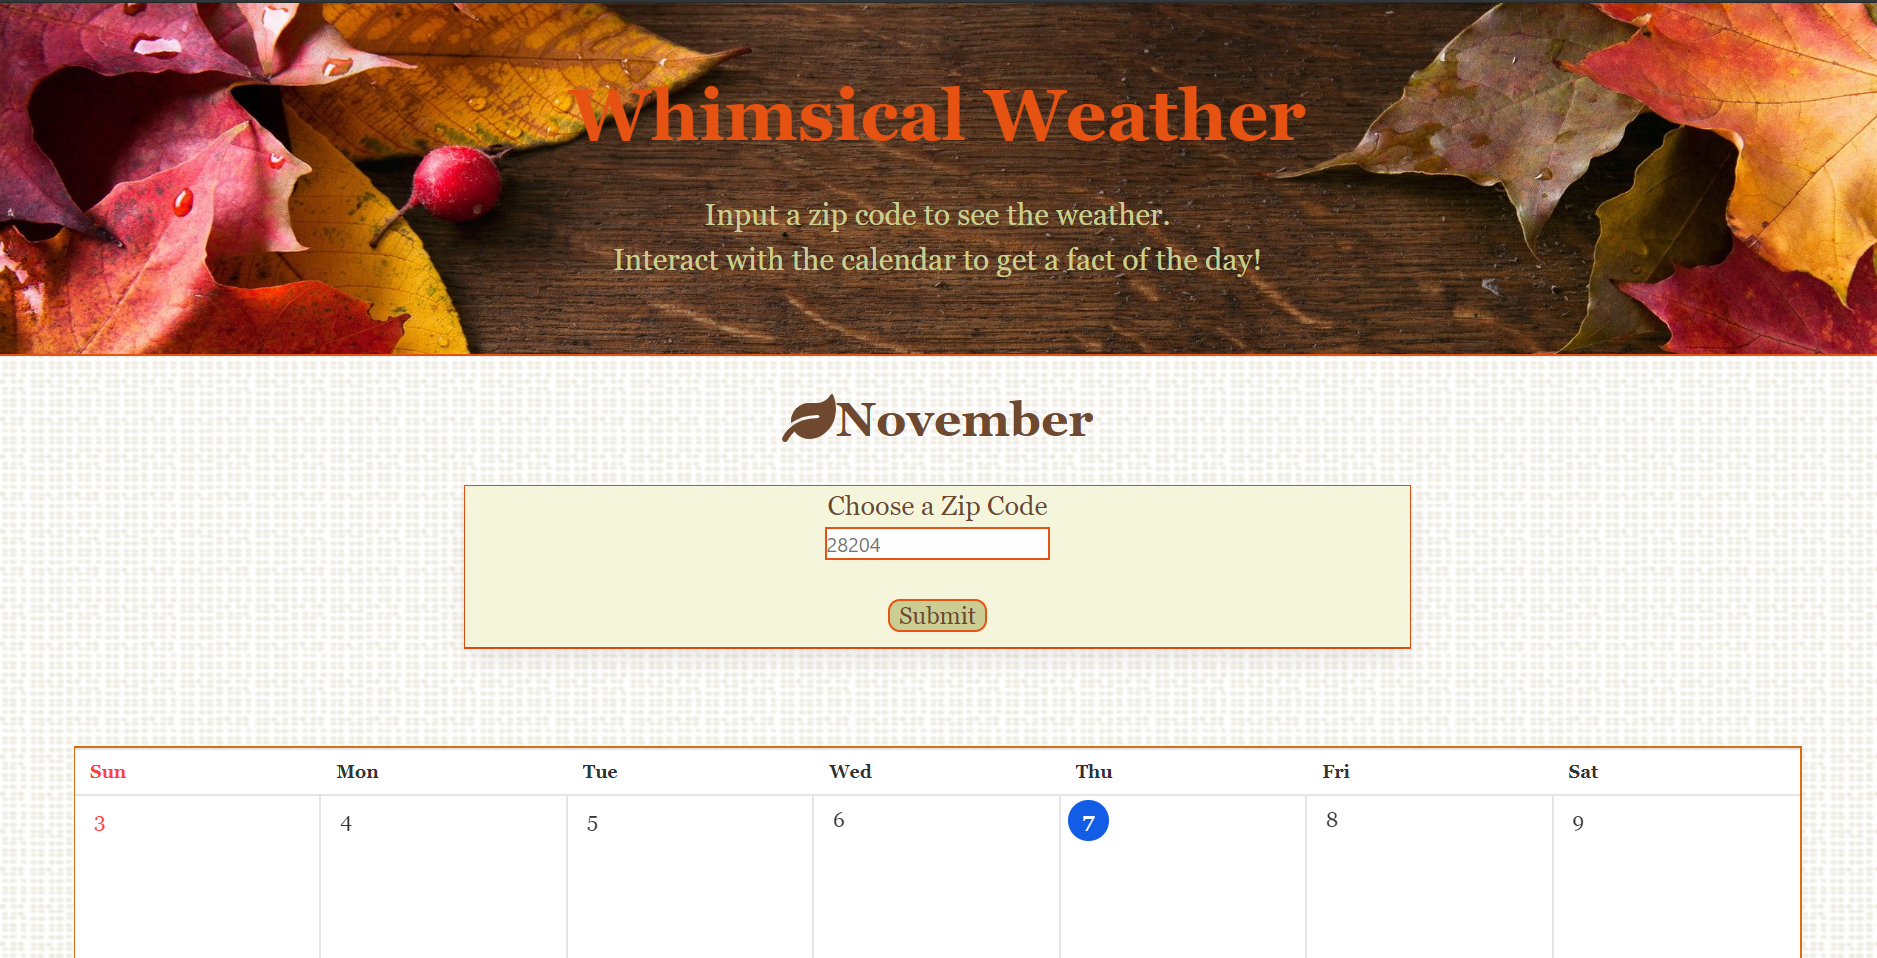 Whimsical Weather
Input a zip code to see the weather.
Interact with the calendar to get a fact of the day!
November
Choose a Zip Code
28204
Submit
Sun Mon Tue Wed Thu Fri Sat
3 4 5 6 7 8 9